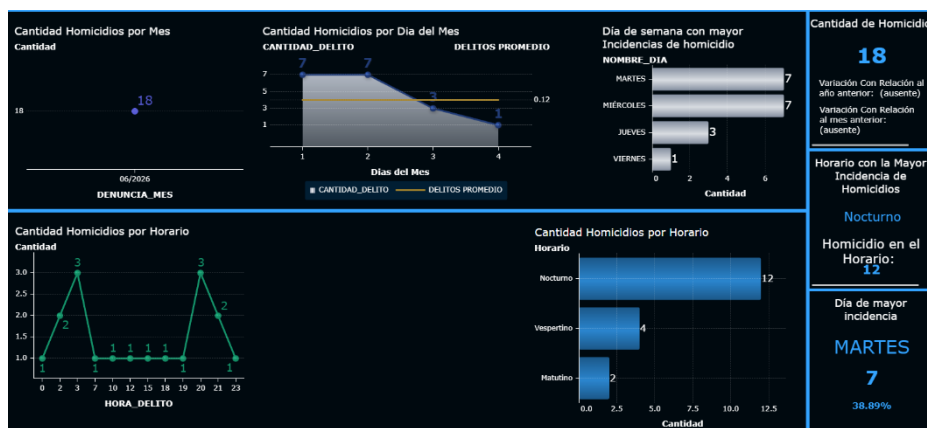 Cantidad Homicidios por Mes
Cantidad
18
18
06/2026
DENUNCIA_MES
Cantidad Homicidios por Dia del Mes
CANTIDAD_DELITO
DELITOS PROMEDIO
7
7
3
1
7
5
3
1
0.12
1
2
3
4
Dias del Mes
CANTIDAD_DELITO
DELITOS PROMEDIO
Día de semana con mayor
Incidencias de homicidio
NOMBRE_DIA
MARTES
7
MIÉRCOLES
7
JUEVES
3
VIERNES
1
0
2
4
6
Cantidad
Cantidad de Homicidio
18
Variación Con Relación al
año anterior: (ausente)
Variación Con Relación
al mes anterior:
(ausente)
Horario con la Mayor
Incidencia de
Homicidios
Nocturno
Homicidio en el
Horario:
12
Día de mayor
incidencia
MARTES
7
38.89%
Cantidad Homicidios por Horario
Cantidad
3.0
2.5
2.0
1.5
1.0
1
2
3
1
1
1
1
1
1
3
2
1
0
2
3
7
10
12
15
18
19
20
21
23
HORA_DELITO
Cantidad Homicidios por Horario
Horario
Nocturno
12
Vespertino
4
Matutino
2
0.0
2.5
5.0
7.5
10.0
12.5
Cantidad